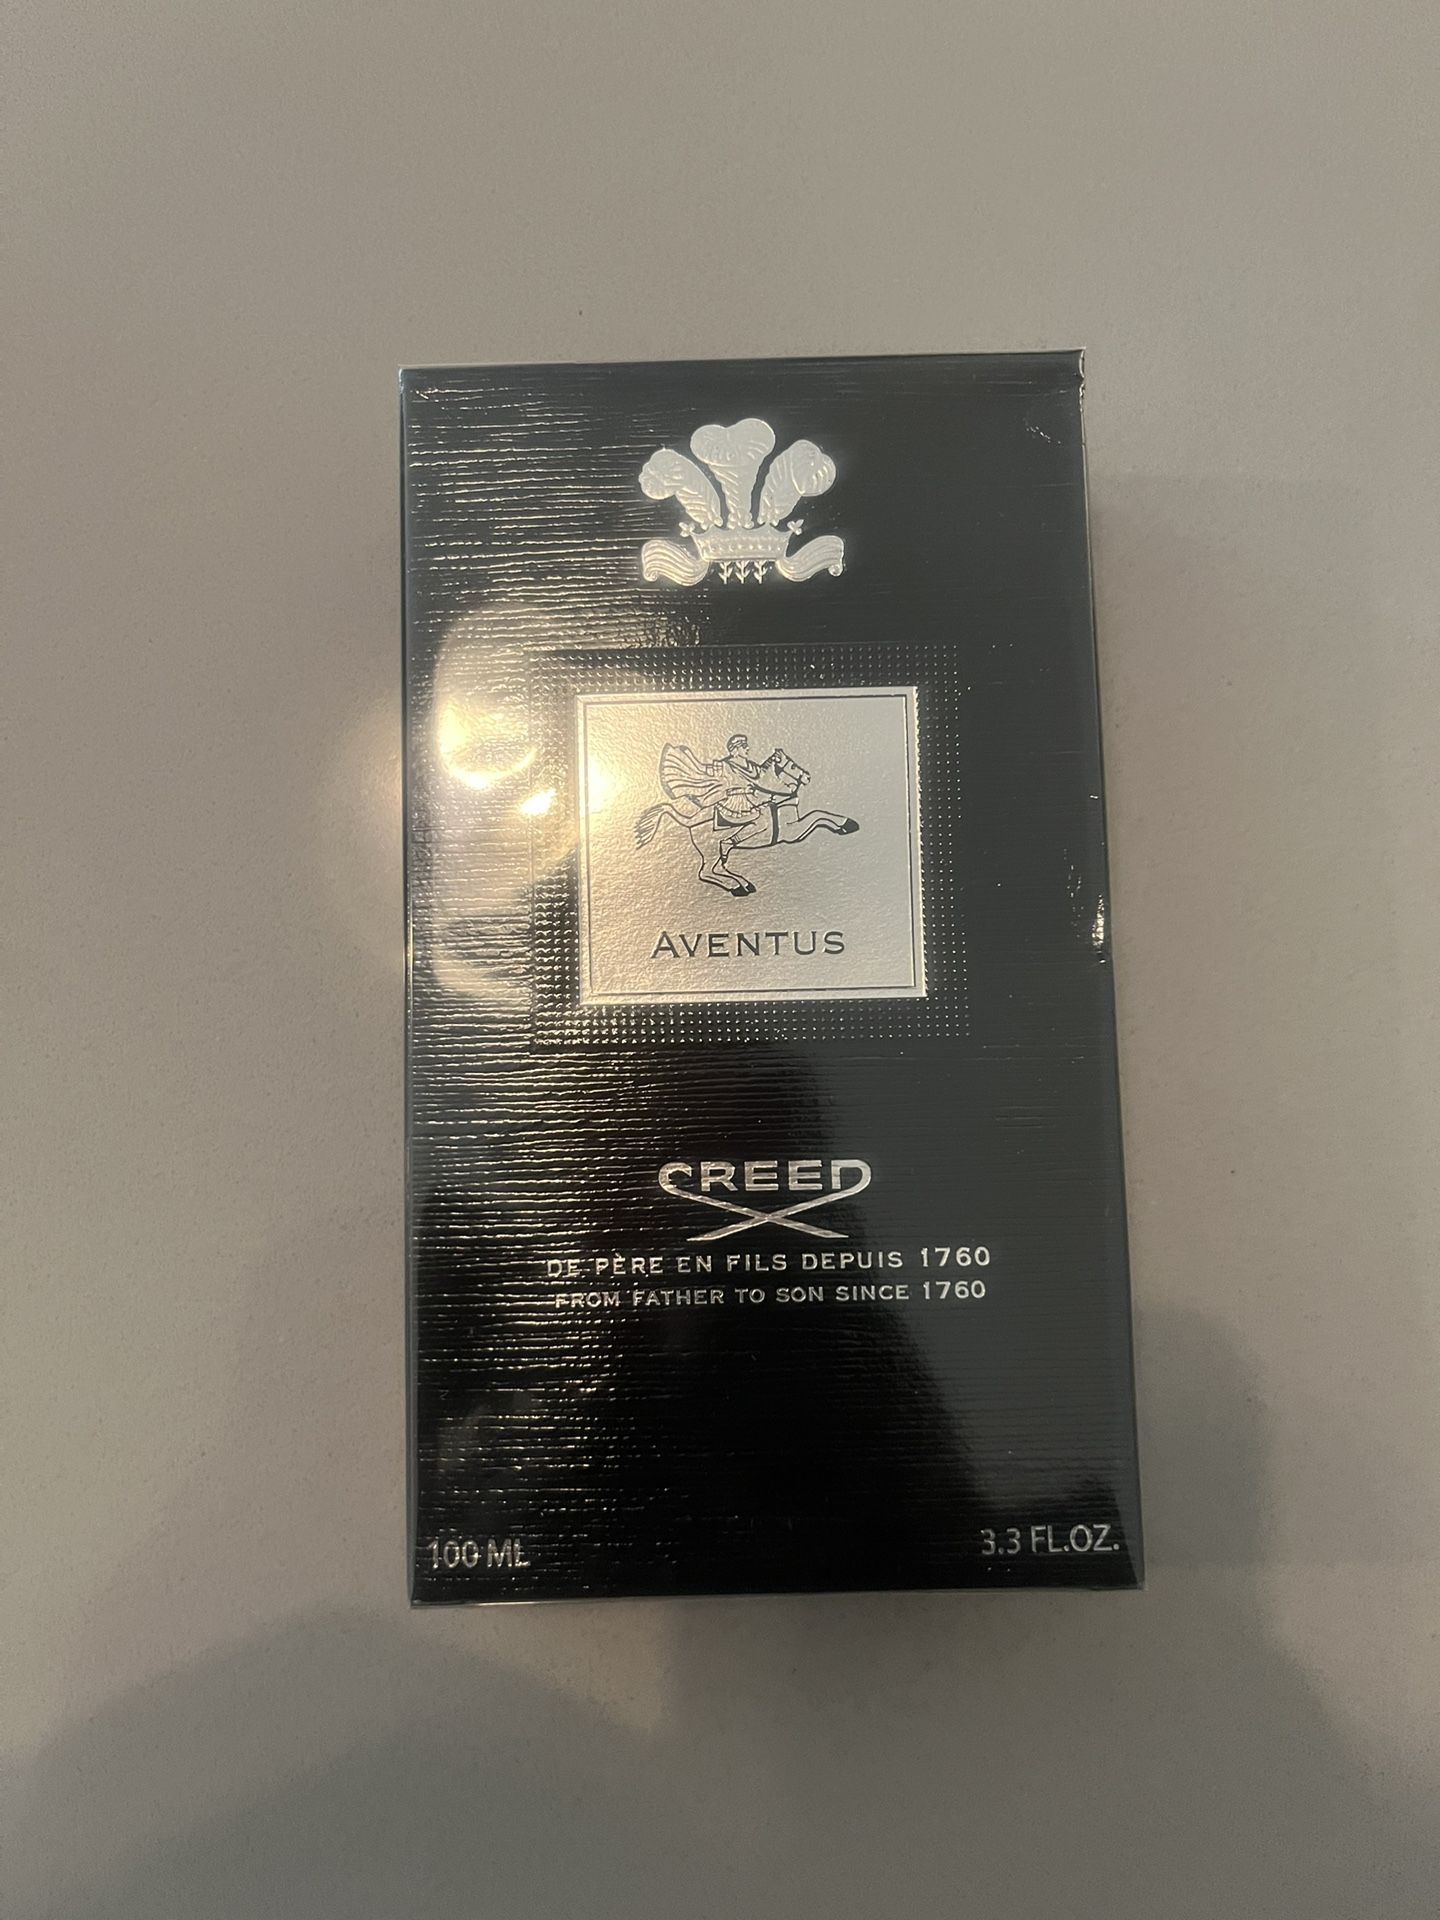 AVENTUS
CREED
DE PÈRE EN FILS DEPUIS 1760
FROM FATHER TO SON SINCE 1760
100 ML
3.3 FL.OZ.